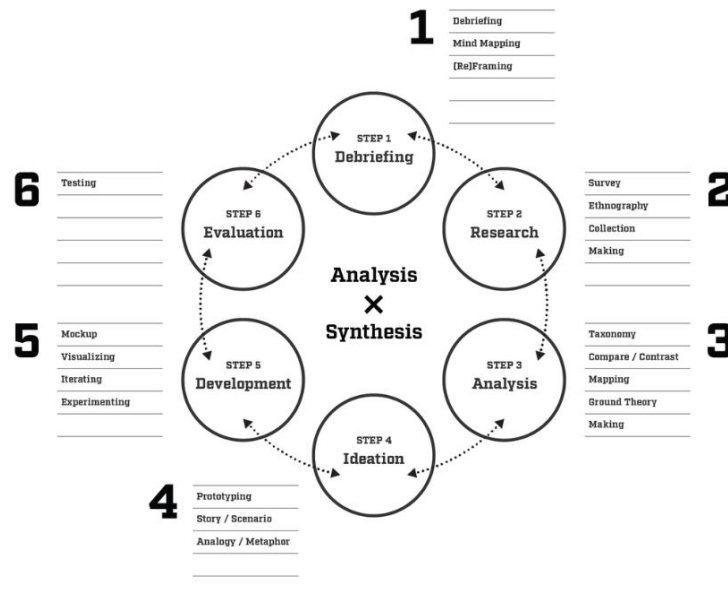 1
Debriefing
Mind Mapping
(Re)Framing
STEP 1
Debriefing
6
Testing
STEP 6
Evaluation
STEP 2
Research
Survey
Ethnography
Collection
Making
2
Analysis
×
Synthesis
5
Mockup
Visualizing
Iterating
Experimenting
STEP 5
Development
STEP 3
Analysis
Taxonomy
Compare / Contrast
Mapping
Ground Theory
Making
3
STEP 4
Ideation
4
Prototyping
Story / Scenario
Analogy / Metaphor